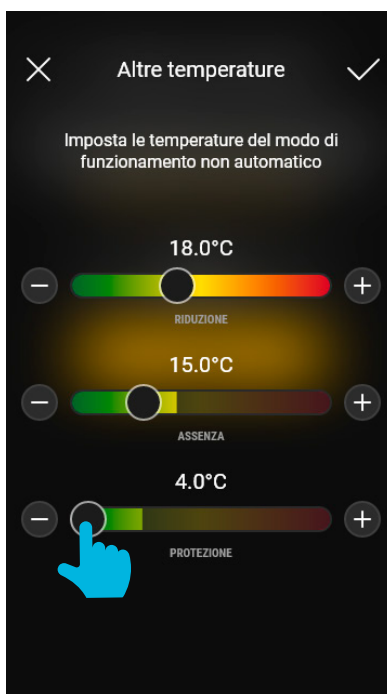 Altre temperature
Imposta le temperature del modo di
funzionamento non automatico
18.0°C
RIDUZIONE
15.0°C
ASSENZA
4.0°C
PROTEZIONE